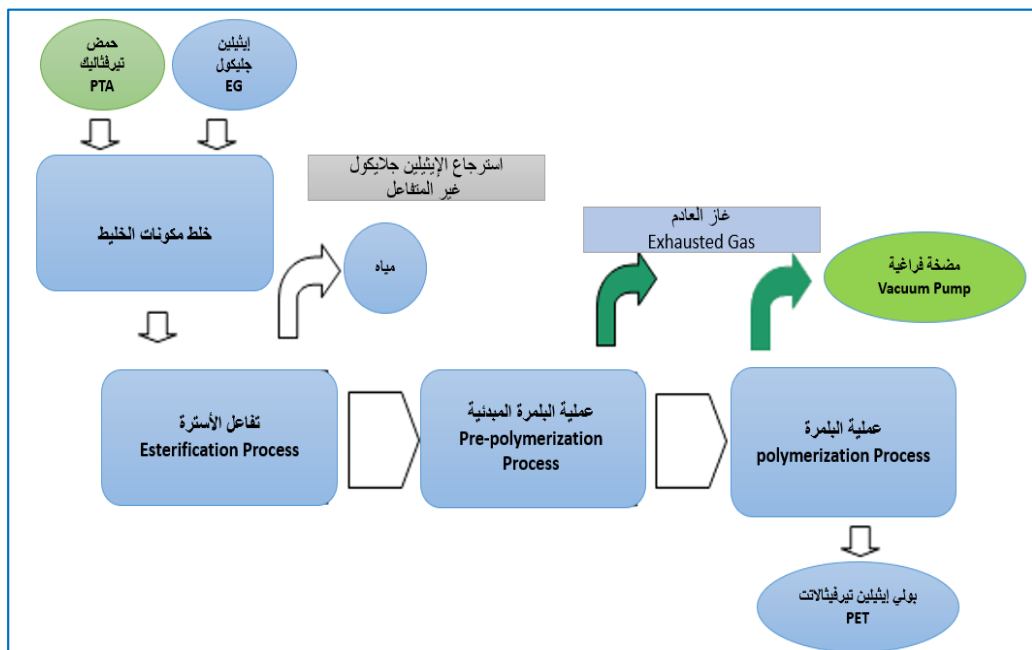 حمض
تيرفثاليك
PTA
إيثيلين
جليكول
EG
خلط مكونات الخليط
استرجاع الإيثيلين جلايكول
غير المتفاعل
مياه
غاز العادم
Exhausted Gas
مضخة فراغية
Vacuum Pump
تفاعل الأسترة
Esterification Process
عملية البلمرة المبدئية
Pre-polymerization
Process
عملية البلمرة
polymerization Process
بولي إيثيلين تيرفيثالاتت
PET